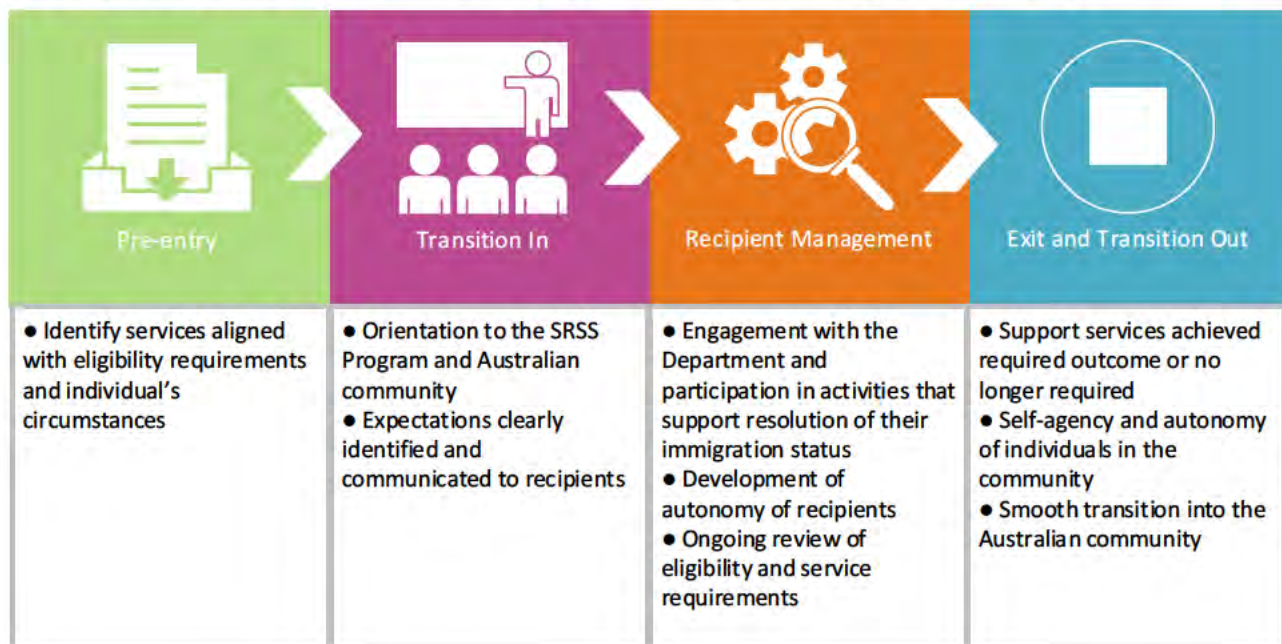 Pre-entry
Transition In
Recipient Management
Exit and Transition Out
● Identify services aligned
with eligibility requirements
and individual's
circumstances
● Orientation to the SRSS
Program and Australian
community
● Expectations clearly
identified and
communicated to recipients
● Engagement with the
Department and
participation in activities that
support resolution of their
immigration status
● Development of
autonomy of recipients
● Ongoing review of
eligibility and service
requirements
● Support services achieved
required outcome or no
longer required
● Self-agency and autonomy
of individuals in the
community
● Smooth transition into the
Australian community